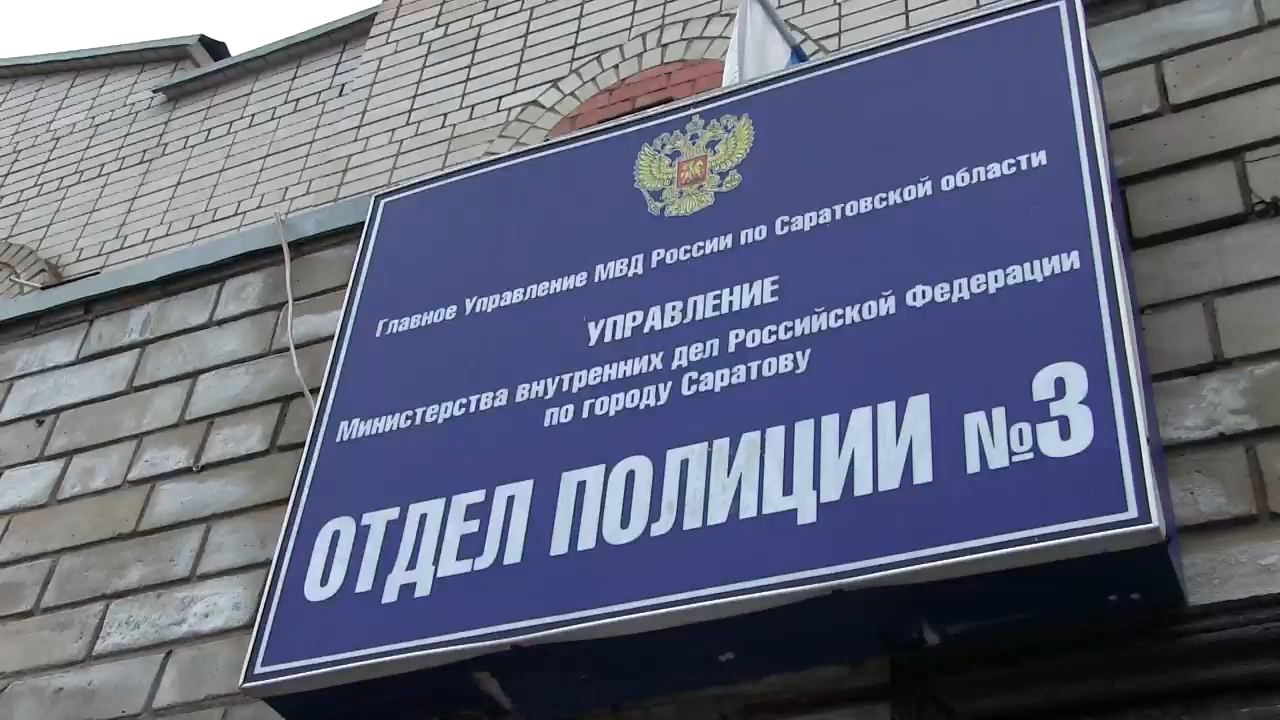 Главное Управление МВД России по Саратовской области
УПРАВЛЕНИЕ
Министерства внутренних дел Российской Федерации
по городу Саратову
ОТДЕЛ ПОЛИЦИИ №3